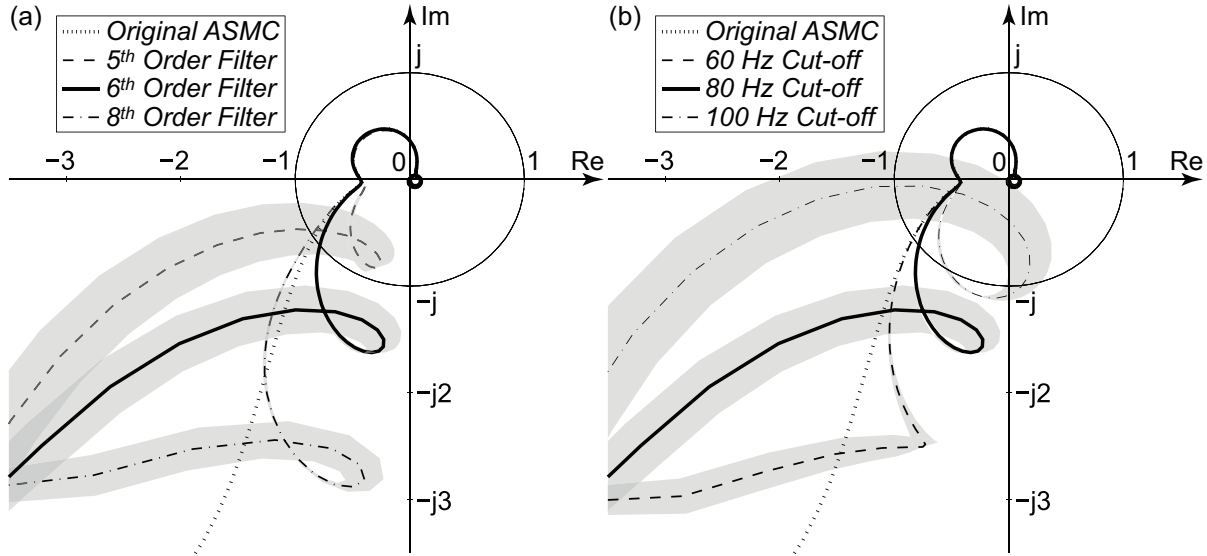 (a)
Original ASMC
5th Order Filter
6th Order Filter
8th Order Filter
Im
j
−3
−2
−1
0
1
Re
−j
−j2
−j3
(b)
Original ASMC
60 Hz Cut-off
80 Hz Cut-off
100 Hz Cut-off
Im
j
−3
−2
−1
0
1
Re
−j
−j2
−j3